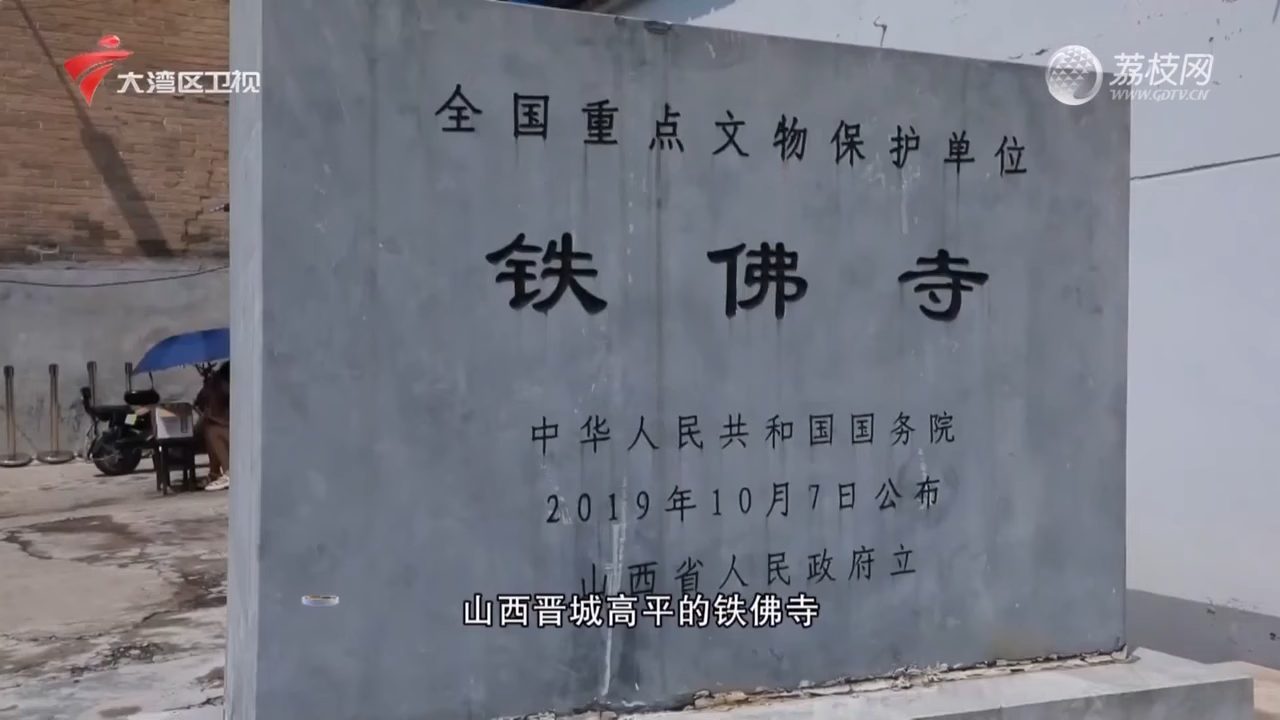 大湾区卫视
荔枝网
WWW.GDTV.CN
全国重点文物保护单位
铁佛寺
中华人民共和国国务院
2019年10月7日公布
山西省人民政府立
山西晋城高平的铁佛寺